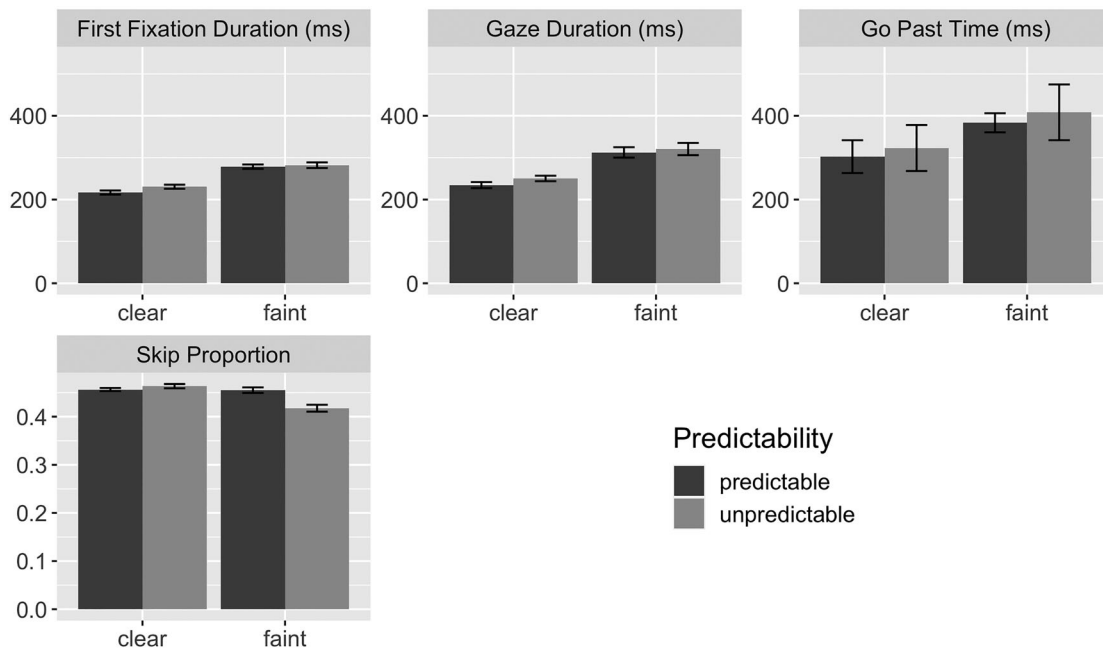 First Fixation Duration (ms)
Gaze Duration (ms)
Go Past Time (ms)
400
200
0
clear
faint
400
200
0
clear
faint
400
200
0
clear
faint
Skip Proportion
0.4
0.3
0.2
0.1
0.0
clear
faint
Predictability
predictable
unpredictable